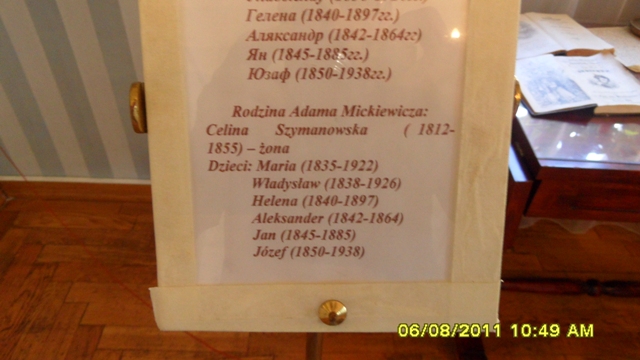 Гелена (1840-1897гг.)
Аляксандр (1842-1864гг)
Ян (1845-1885гг.)
Юзаф (1850-1938гг.)
Rodzina Adama Mickiewicza:
Celina Szymanowska ( 1812-
1855) – żona
Dzieci: Maria (1835-1922)
Władysław (1838-1926)
Helena (1840-1897)
Aleksander (1842-1864)
Jan (1845-1885)
Józef (1850-1938)
06/08/2011 10:49 AM